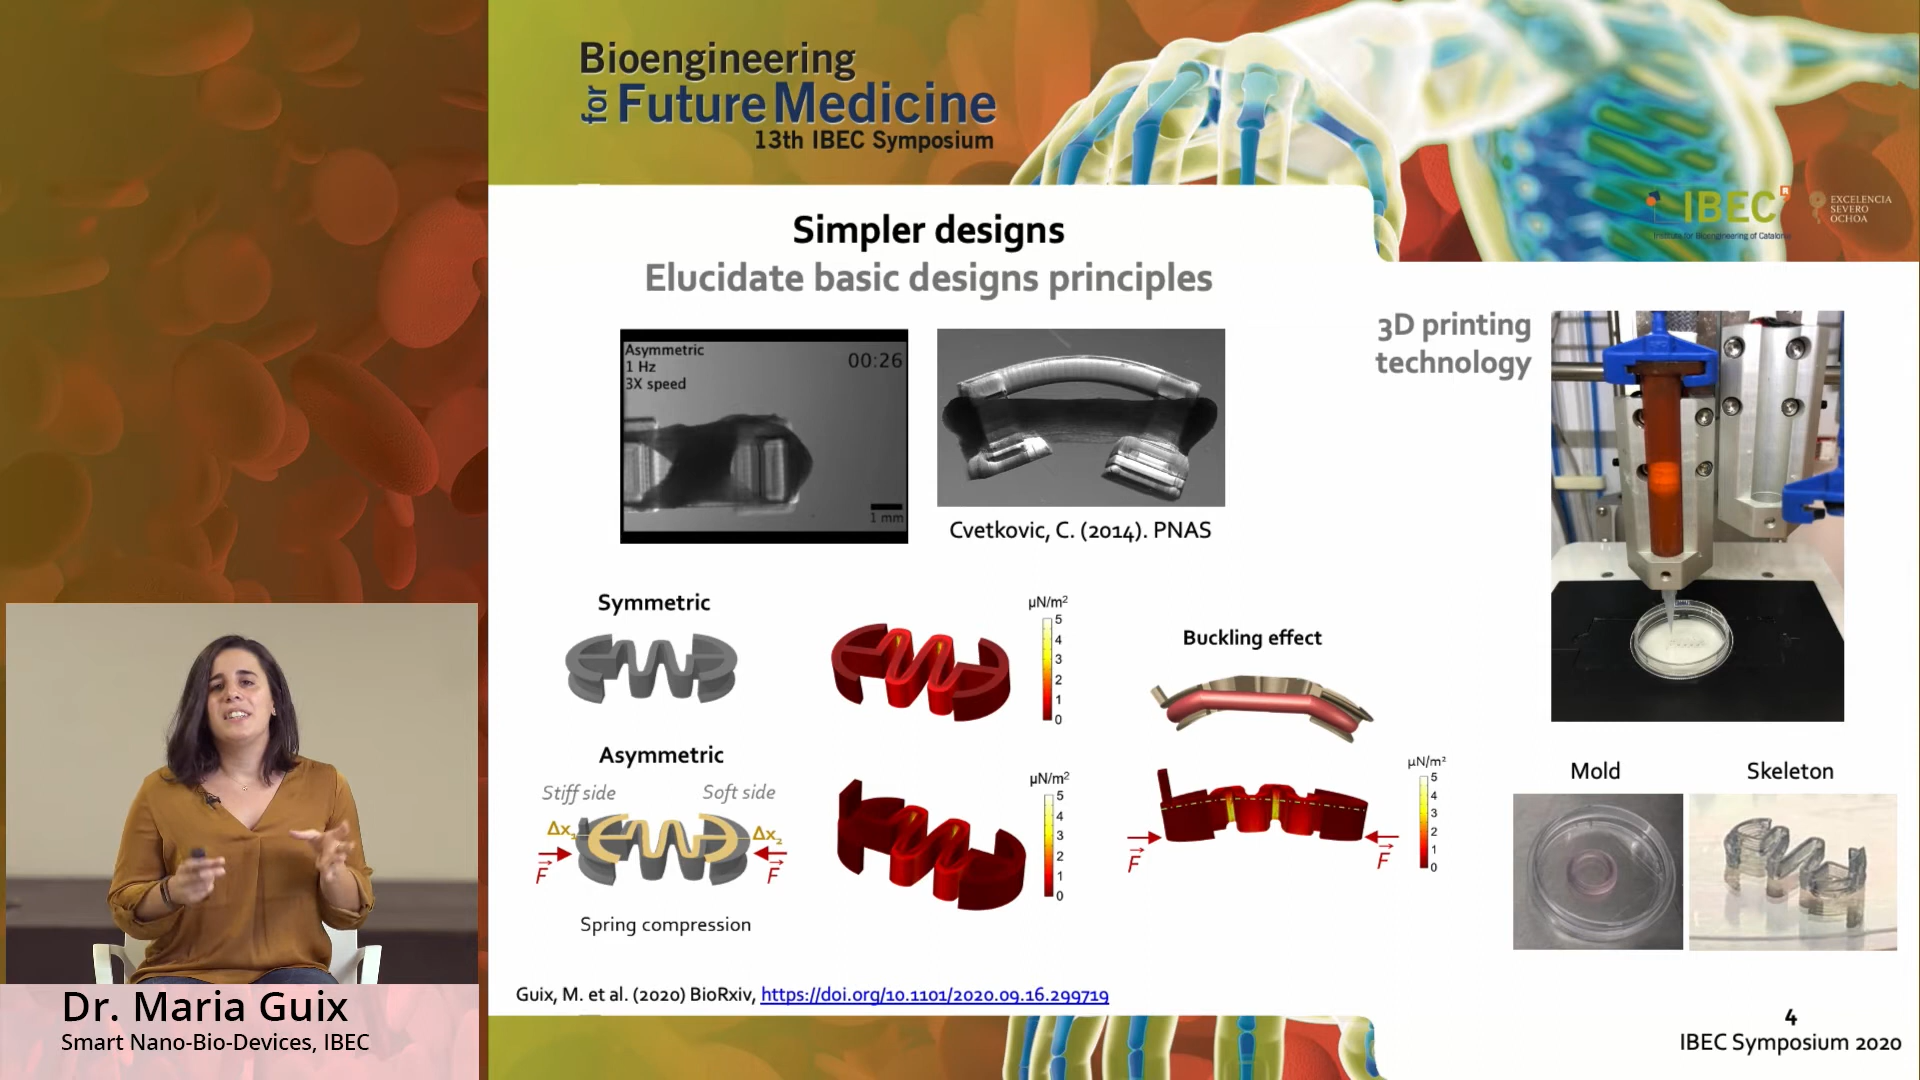 Bioengineering
for Future Medicine
13th IBEC Symposium
IBEC
Institute for Bioengineering of Catalonia
EXCELENCIA
SEVERO
OCHOA
Simpler designs
Elucidate basic designs principles
Asymmetric
1 Hz
3X speed
00:26
1 mm
Cvetkovic, C. (2014). PNAS
3D printing
technology
Symmetric
µN/m²
5
4
3
2
1
0
Buckling effect
Asymmetric
Stiff side
Soft side
Δx₁
Δx₂
F
F
Spring compression
µN/m²
5
4
3
2
1
0
F
F
µN/m²
5
4
3
2
1
0
Mold
Skeleton
Guix, M. et al. (2020) BioRxiv, https://doi.org/10.1101/2020.09.16.299719
4
IBEC Symposium 2020
Dr. Maria Guix
Smart Nano-Bio-Devices, IBEC